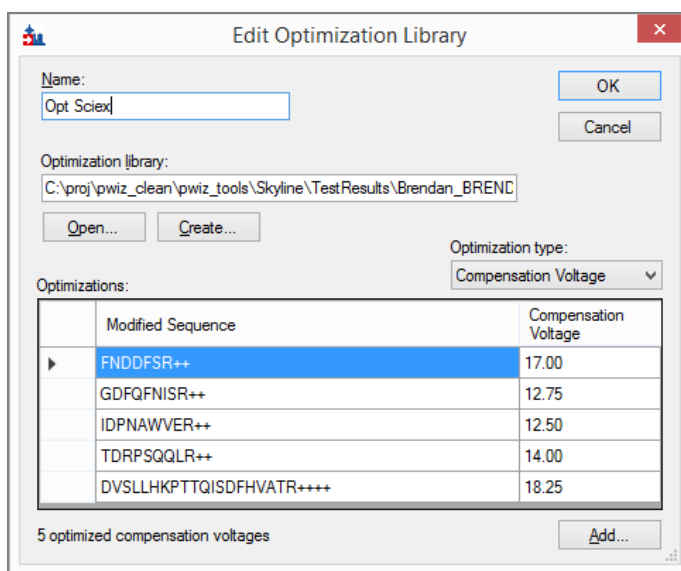 Edit Optimization Library
Name:
OK
Opt Sciex
Cancel
Optimization library:
C:\proj\pwiz_clean\pwiz_tools\Skyline\TestResults\Brendan_BREND
Open... Create...
Optimization type:
Compensation Voltage
Optimizations:
Modified Sequence Compensation
Voltage
FNDDFSR++ 17.00
GDFQFNISR++ 12.75
IDPNAWVER++ 12.50
TDRPSQQLR++ 14.00
DVSLLHKPTTQISDFHVATR++++ 18.25
5 optimized compensation voltages Add...